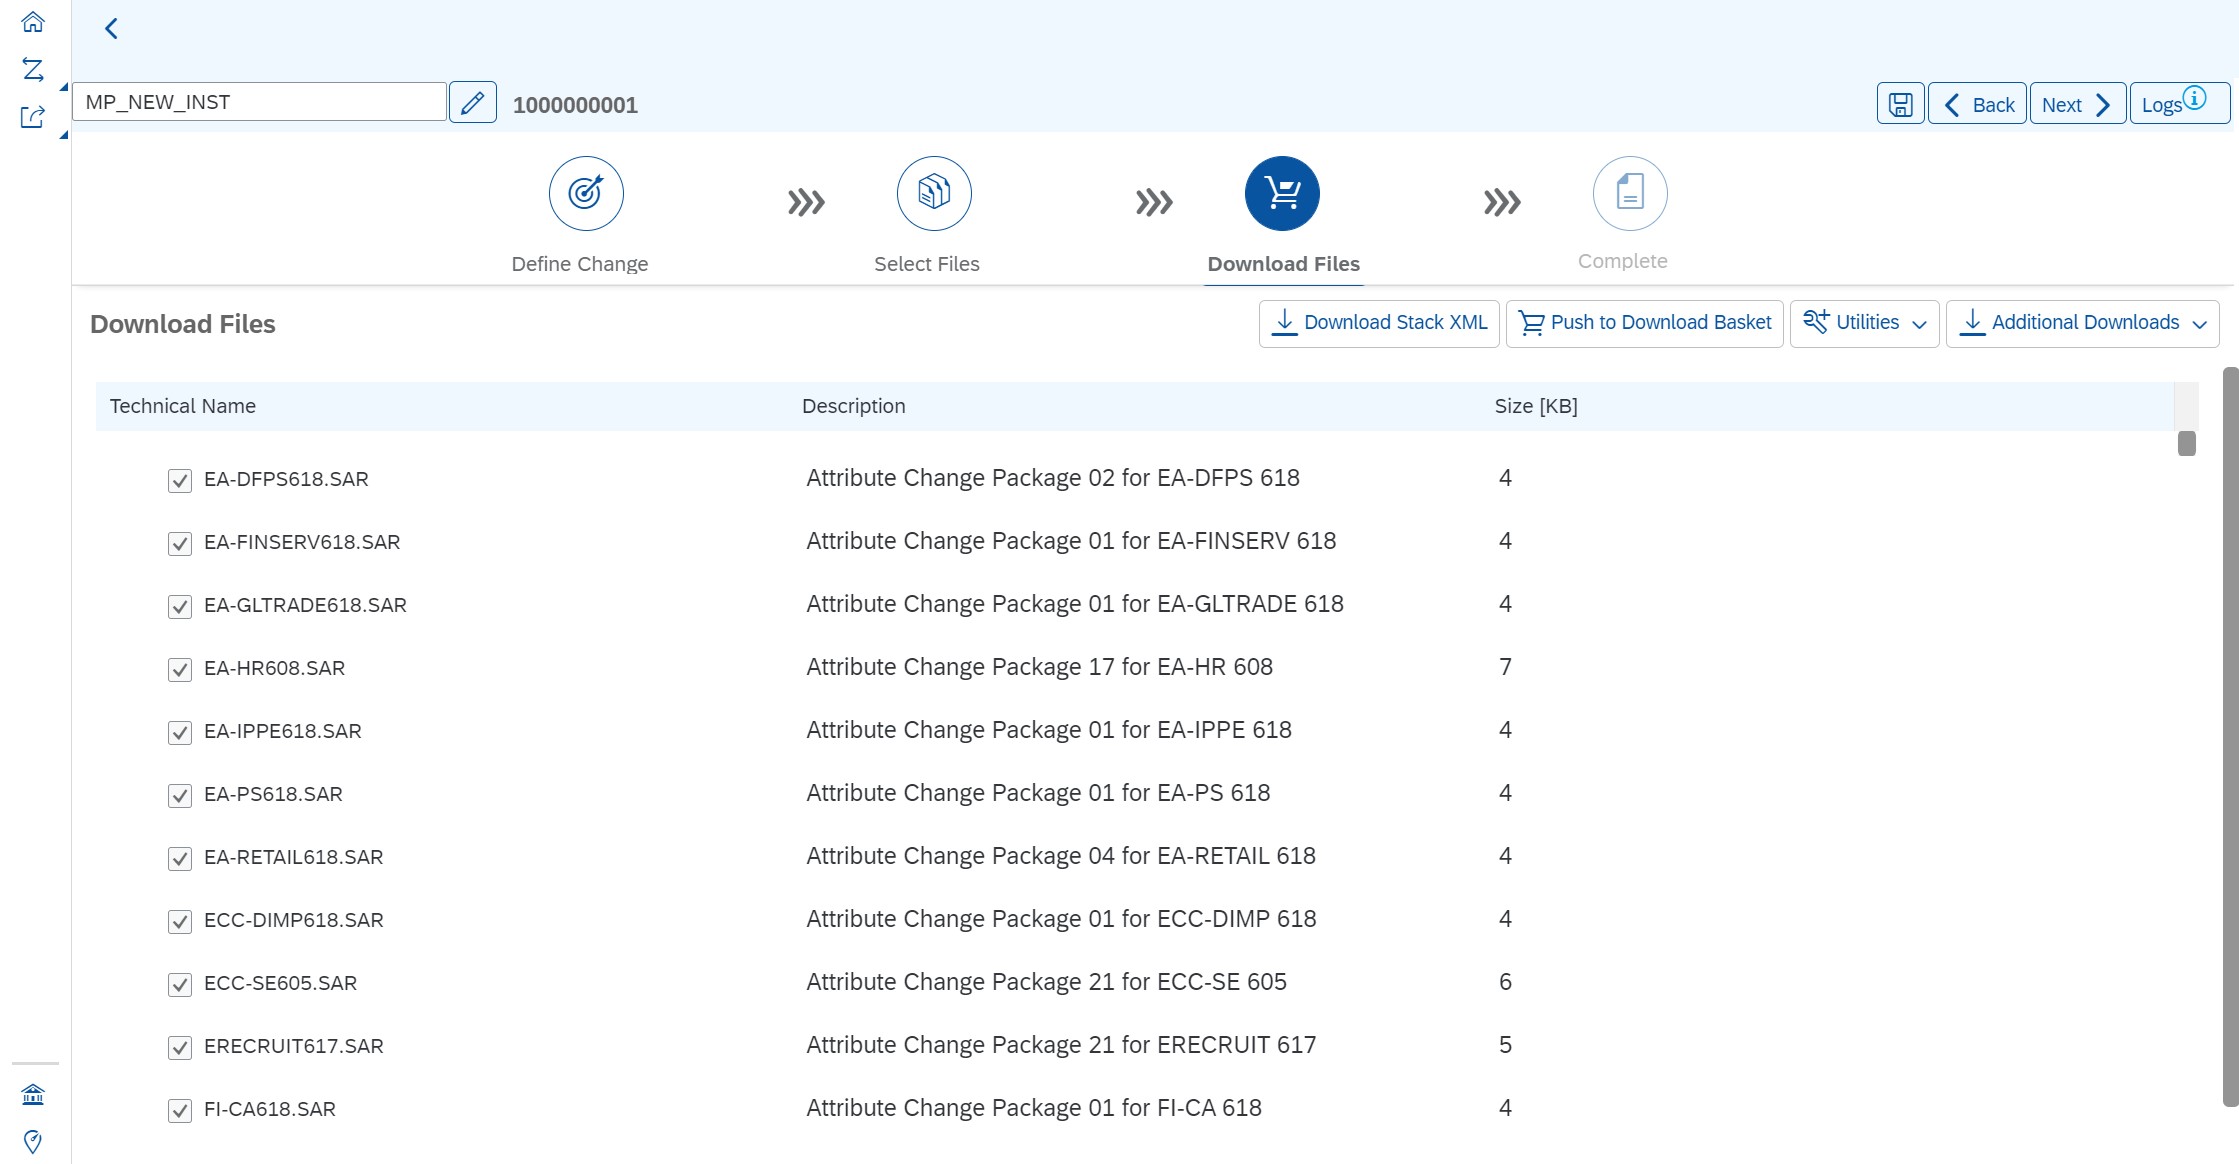 MP_NEW_INST
1000000001
Back
Next
Logs
Define Change
Select Files
Download Files
Complete
Download Files
Download Stack XML
Push to Download Basket
Utilities
Additional Downloads
Technical Name Description Size [KB]
EA-DFPS618.SAR Attribute Change Package 02 for EA-DFPS 618 4
EA-FINSERV618.SAR Attribute Change Package 01 for EA-FINSERV 618 4
EA-GLTRADE618.SAR Attribute Change Package 01 for EA-GLTRADE 618 4
EA-HR608.SAR Attribute Change Package 17 for EA-HR 608 7
EA-IPPE618.SAR Attribute Change Package 01 for EA-IPPE 618 4
EA-PS618.SAR Attribute Change Package 01 for EA-PS 618 4
EA-RETAIL618.SAR Attribute Change Package 04 for EA-RETAIL 618 4
ECC-DIMP618.SAR Attribute Change Package 01 for ECC-DIMP 618 4
ECC-SE605.SAR Attribute Change Package 21 for ECC-SE 605 6
ERECRUIT617.SAR Attribute Change Package 21 for ERECRUIT 617 5
FI-CA618.SAR Attribute Change Package 01 for FI-CA 618 4